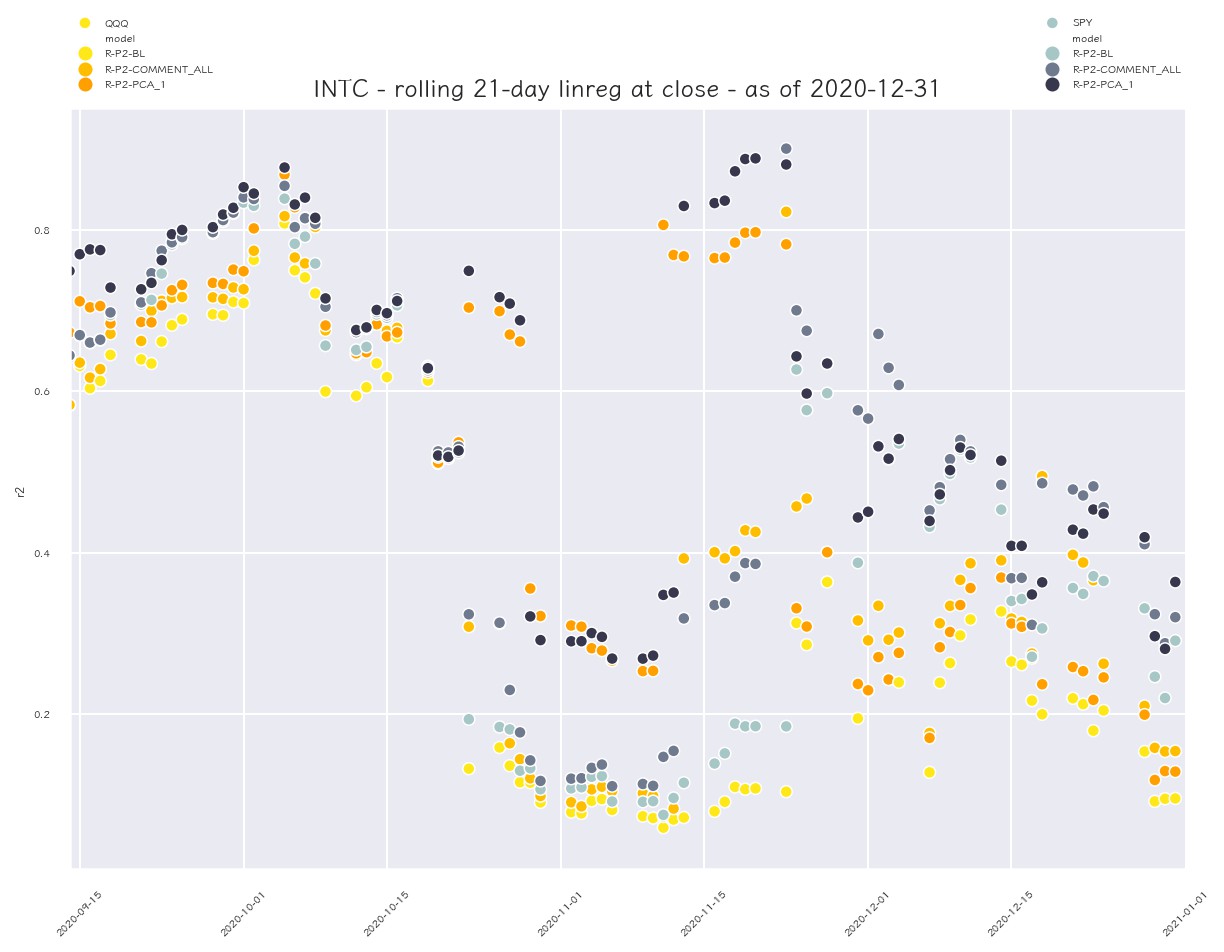 QQQ
model
R-P2-BL
R-P2-COMMENT_ALL
R-P2-PCA_1
SPY
model
R-P2-BL
R-P2-COMMENT_ALL
R-P2-PCA_1
INTC - rolling 21-day linreg at close - as of 2020-12-31
0.8
0.6
0.4
0.2
r2
2020-09-15
2020-10-01
2020-10-15
2020-11-01
2020-11-15
2020-12-01
2020-12-15
2021-01-01